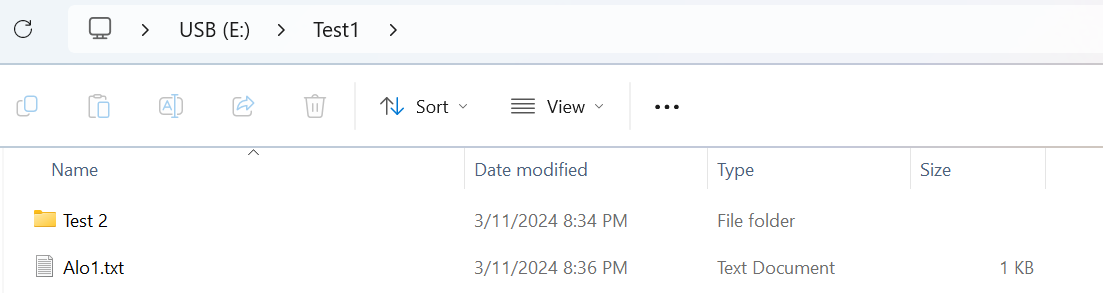 USB (E:) Test1
Sort View
Name Date modified Type Size
Test 2 3/11/2024 8:34 PM File folder
Alo1.txt 3/11/2024 8:36 PM Text Document 1 KB